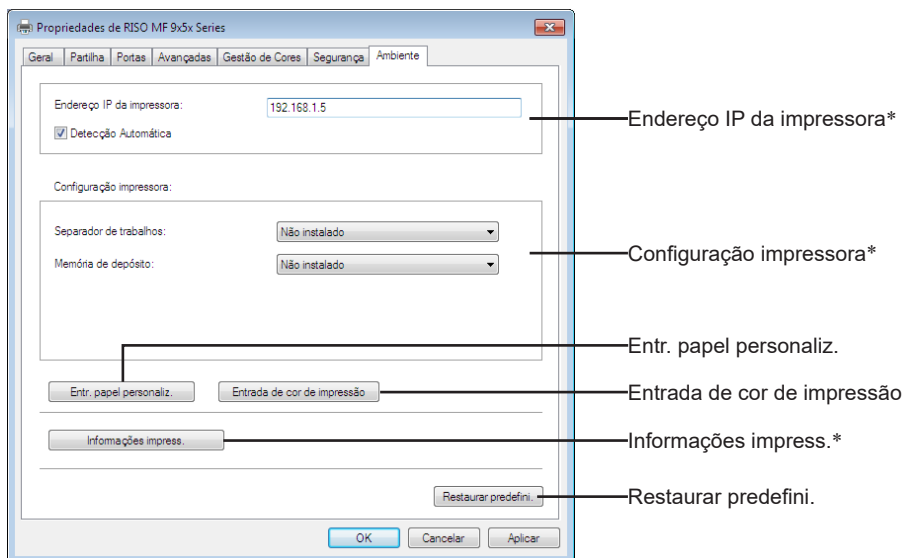 Propriedades de RISO MF 9x5x Series
Geral Partilha Portas Avançadas Gestão de Cores Segurança Ambiente
Endereço IP da impressora: 192.168.1.5
Endereço IP da impressora*
Detecção Automática
Configuração impressora:
Separador de trabalhos: Não instalado
Configuração impressora*
Memória de depósito: Não instalado
Entr. papel personaliz.
Entr. papel personaliz. Entrada de cor de impressão
Entrada de cor de impressão
Informações impress.
Informações impress.*
Restaurar predefini.
Restaurar predefini.
OK Cancelar Aplicar